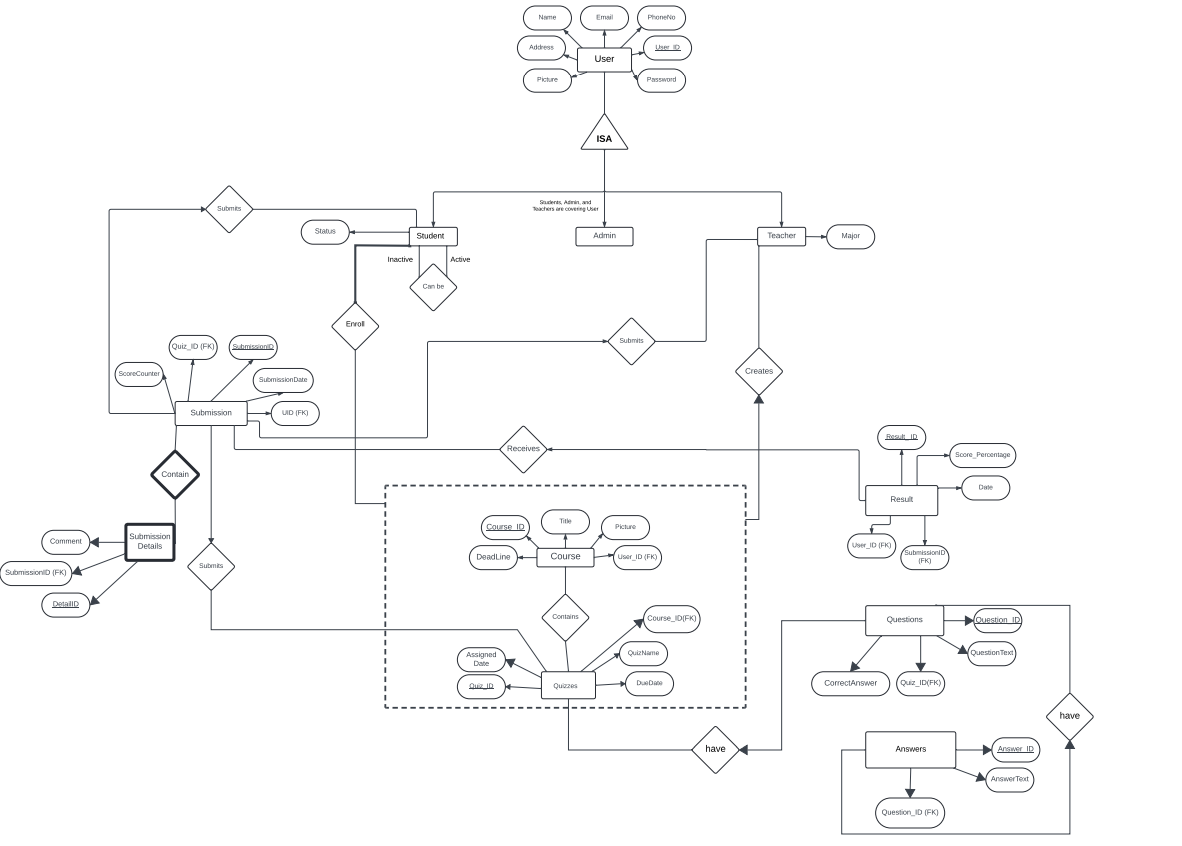 Name
Email
PhoneNo
Address
User_ID
User
Picture
Password
ISA
Students, Admin, and
Teachers are covering User
Submits
Status
Student
Admin
Teacher
Major
Inactive
Active
Can be
Enroll
Submits
Quiz_ID (FK)
SubmissionID
ScoreCounter
SubmissionDate
Creates
Submission
UID (FK)
Receives
Result_ID
Score_Percentage
Contain
Date
Result
Submission
Details
Comment
Course_ID
Title
Picture
User_ID (FK)
SubmissionID
(FK)
DeadLine
Course
User_ID (FK)
SubmissionID (FK)
Submits
DetailID
Contains
Course_ID(FK)
Questions
Question_ID
Assigned
Date
QuizName
QuestionText
Quiz_ID
Quizzes
DueDate
CorrectAnswer
Quiz_ID(FK)
have
have
Answers
Answer_ID
AnswerText
Question_ID (FK)